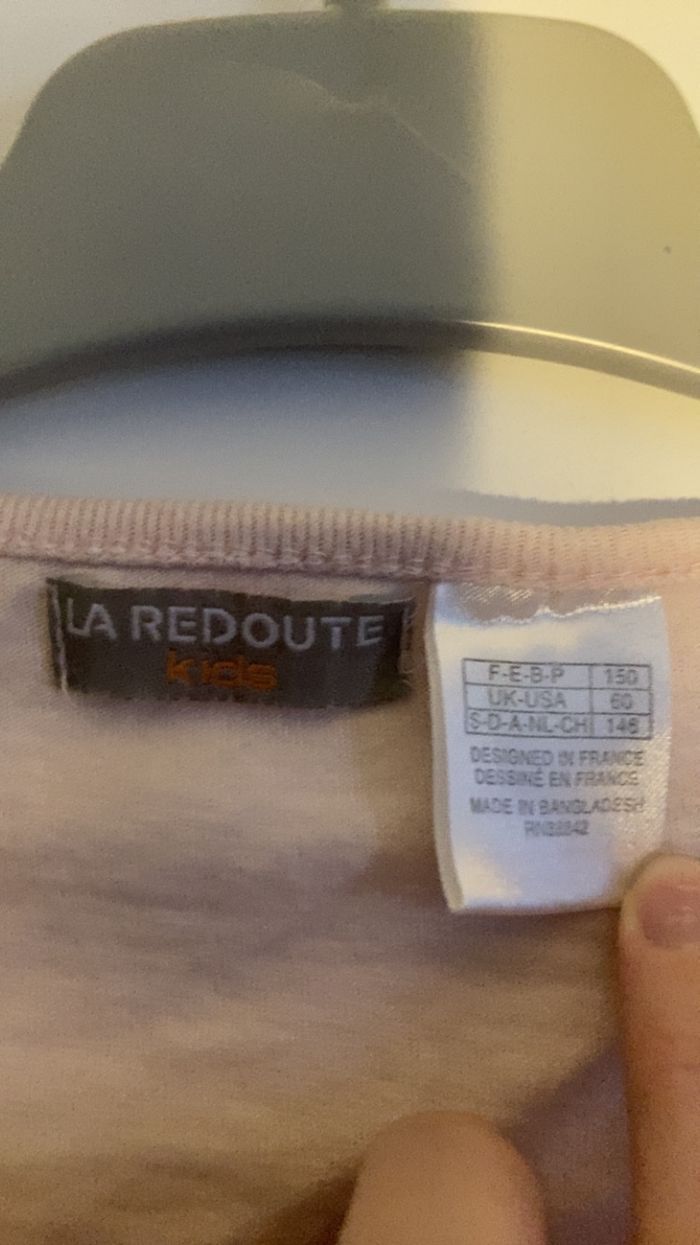 LA REDOUTE
kids
F-E-B-P 150
UK-USA 60
S-D-A-NL-CH 146
DESIGNED IN FRANCE
DESSINÉ EN FRANCE
MADE IN BANGLADESH